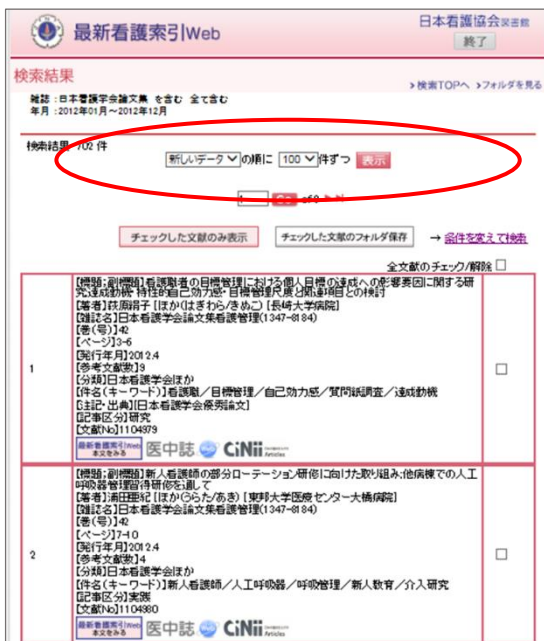 最新看護索引Web
日本看護協会図書館
終了
検索結果
›検索TOPへ ›フォルダを見る
雑誌:日本看護学会論文集 を含む 全て含む
年月:2012年01月~2012年12月
検索結果 702 件
新しいデータ の順に 100 件ずつ 表示
1
チェックした文献のみ表示 チェックした文献のフォルダ保存 → 条件を変えて検索
全文献のチェック/解除
1
【標題;副標題】看護職者の目標管理における個人目標の達成への影響要因に関する研
究;達成動機・特性的自己効力感・目標管理尺度と関連項目との検討
【著者】萩原絹子 [ほか(はぎわら/きぬこ) [長崎大学病院]
【雑誌名】日本看護学会論文集看護管理(1347-8184)
【巻(号)】42
【ページ】3-6
【発行年月】2012.4
【参考文献数】9
【分類】日本看護学会ほか
【件名(キーワード)】看護職/目標管理/自己効力感/質問紙調査/達成動機
【注記・出典】[日本看護学会優秀論文]
【記事区分】研究
【文献No】1104979
最新看護索引Web
本文をみる
医中誌 CiNii Articles
2
【標題;副標題】新人看護師の部分ローテーション研修に向けた取り組み;他病棟での人工
呼吸器管理習得研修を通して
【著者】浦田亜紀 [ほか(うらた/あき) [東邦大学医療センター大橋病院]
【雑誌名】日本看護学会論文集看護管理(1347-8184)
【巻(号)】42
【ページ】7-10
【発行年月】2012.4
【参考文献数】4
【分類】日本看護学会ほか
【件名(キーワード)】新人看護師/人工呼吸器/呼吸管理/新人教育/介入研究
【記事区分】実践
【文献No】1104980
最新看護索引Web
本文をみる
医中誌 CiNii Articles